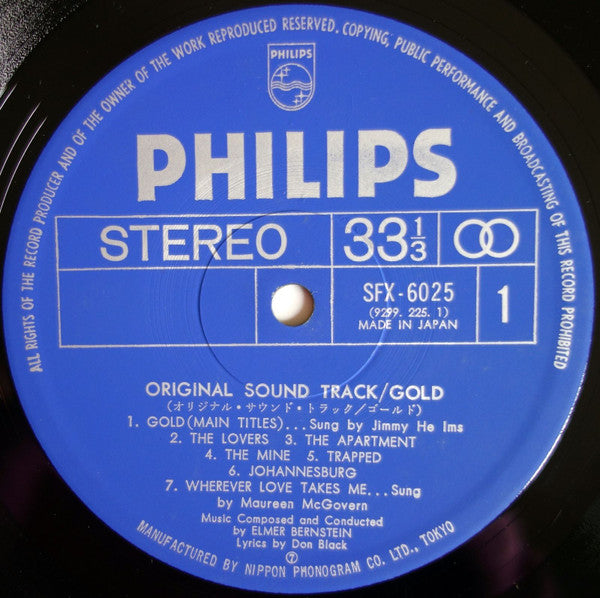 ALL RIGHTS OF THE RECORD PRODUCER AND OF THE OWNER OF THE WORK REPRODUCED RESERVED. COPYING, PUBLIC PERFORMANCE AND BROADCASTING OF THIS RECORD PROHIBITED
PHILIPS
PHILIPS
STEREO 33 1/3
SFX-6025 1
(9299. 225. 1)
MADE IN JAPAN
ORIGINAL SOUND TRACK/GOLD
(オリジナル・サウンド・トラック/ゴールド)
1. GOLD (MAIN TITLES)...Sung by Jimmy He Ims
2. THE LOVERS 3. THE APARTMENT
4. THE MINE 5. TRAPPED
6. JOHANNESBURG
7. WHEREVER LOVE TAKES ME...Sung
by Maureen McGovern
Music Composed and Conducted
by ELMER BERNSTEIN
Lyrics by Don Black
⑦
MANUFACTURED BY NIPPON PHONOGRAM CO. LTD., TOKYO